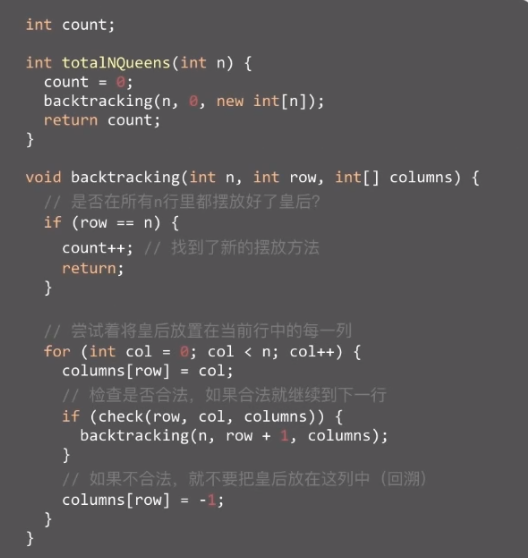 int count;
int totalNQueens(int n) {
count = 0;
backtracking(n, 0, new int[n]);
return count;
}
void backtracking(int n, int row, int[] columns) {
// 是否在所有n行里都摆放好了皇后？
if (row == n) {
count++; // 找到了新的摆放方法
return;
}
// 尝试着将皇后放置在当前行中的每一列
for (int col = 0; col < n; col++) {
columns[row] = col;
// 检查是否合法，如果合法就继续到下一行
if (check(row, col, columns)) {
backtracking(n, row + 1, columns);
}
// 如果不合法，就不要把皇后放在这列中（回溯）
columns[row] = -1;
}
}